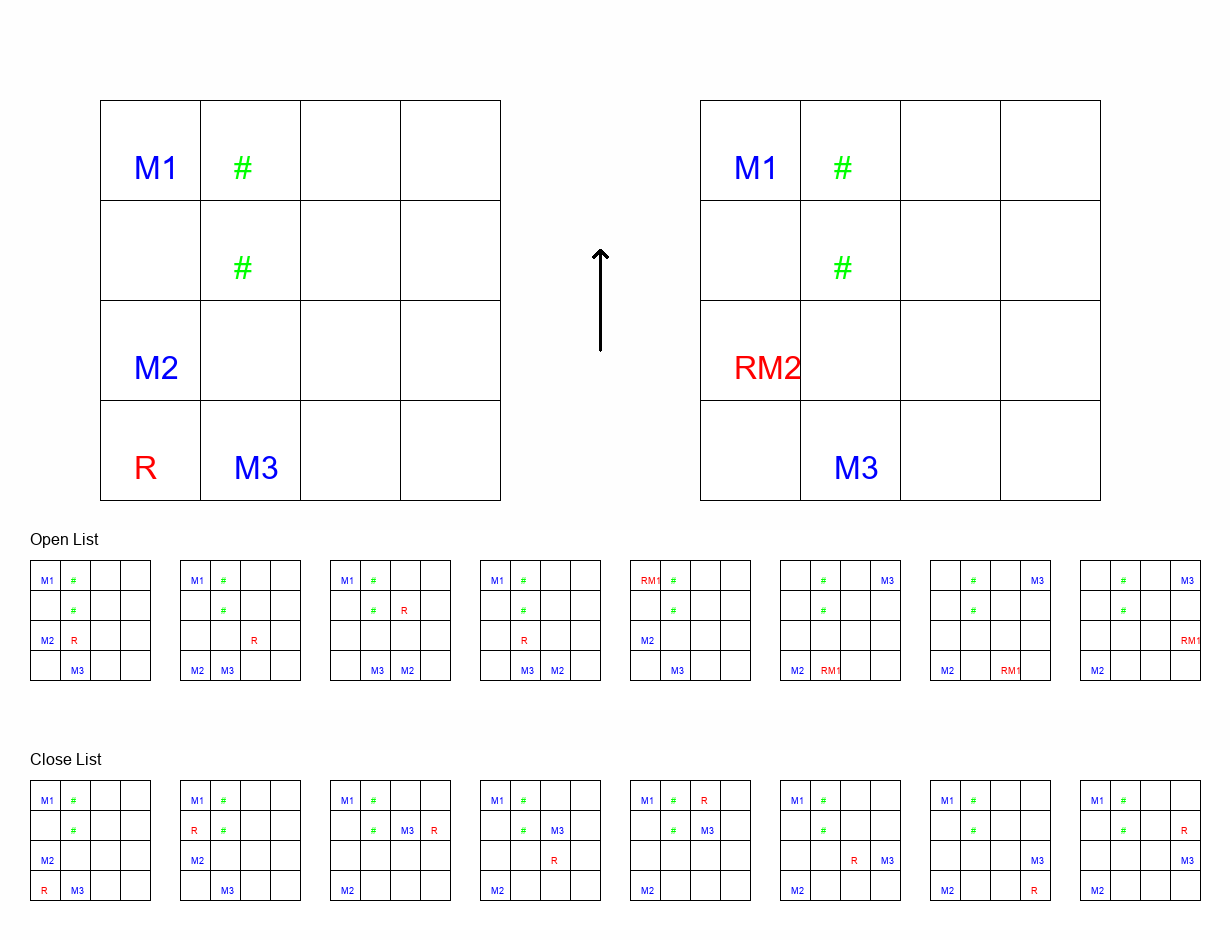 M1 # M1 #
# #
M2 RM2
R M3 M3
Open List
M1 # M1 # M1 # M1 # RM1 # # M3 # M3 # M3
# # # R # # # # #
M2 R R R M2 RM1
M3 M2 M3 M3 M2 M3 M2 M3 M2 RM1 M2 RM1 M2
Close List
M1 # M1 # M1 # M1 # M1 # R M1 # M1 # M1 #
# R # # M3 R # M3 # M3 # # # R
M2 M2 R R M3 M3 M3
R M3 M3 M2 M2 M2 M2 M2 R M2